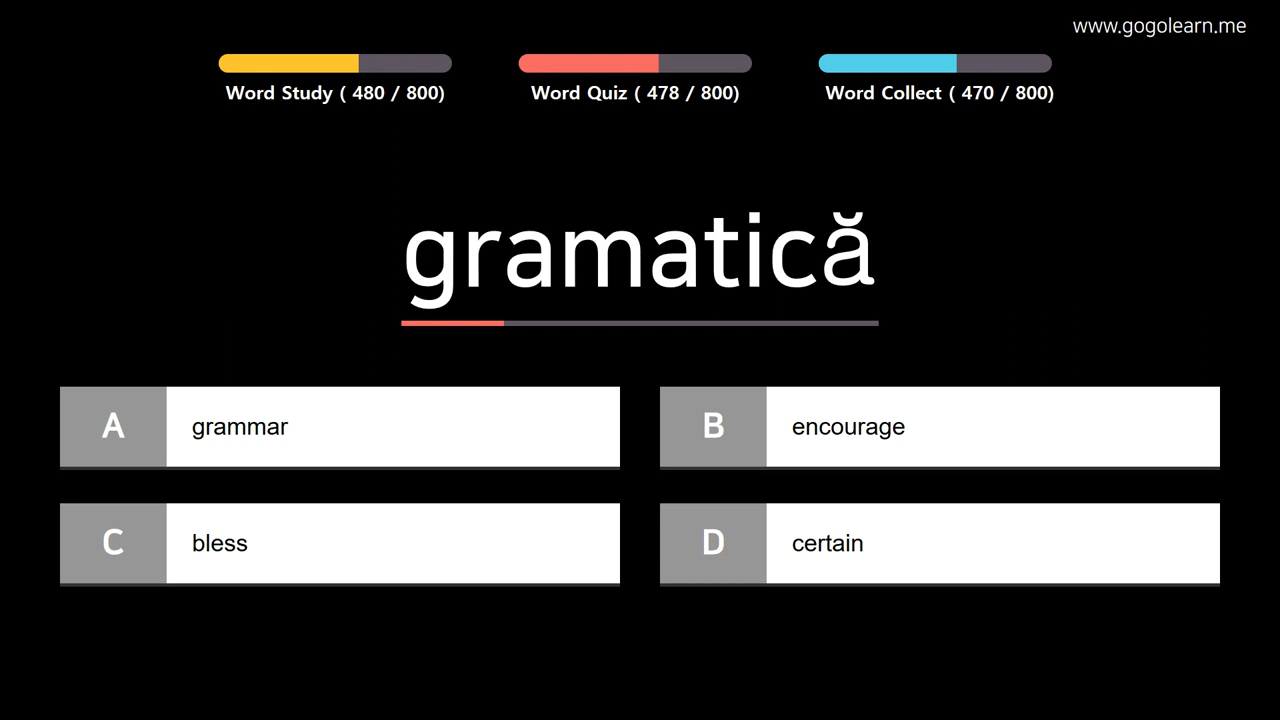 www.gogolearn.me
Word Study ( 480 / 800)
Word Quiz ( 478 / 800)
Word Collect ( 470 / 800)
gramatică
A grammar
B encourage
C bless
D certain